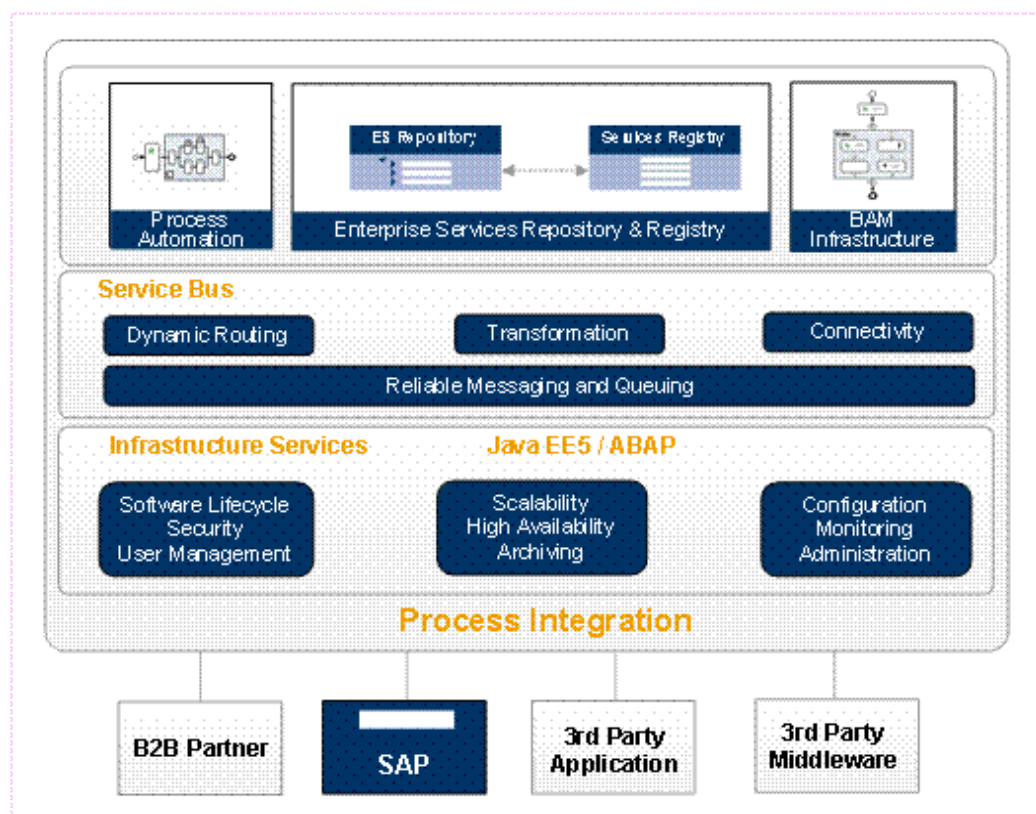 ES Repository
Services Registry
Process
Automation
Enterprise Services Repository & Registry
BAM
Infrastructure
Service Bus
Dynamic Routing
Transformation
Connectivity
Reliable Messaging and Queuing
Infrastructure Services
Java EE5 / ABAP
Software Lifecycle
Security
User Management
Scalability
High Availability
Archiving
Configuration
Monitoring
Administration
Process Integration
B2B Partner
SAP
3rd Party
Application
3rd Party
Middleware